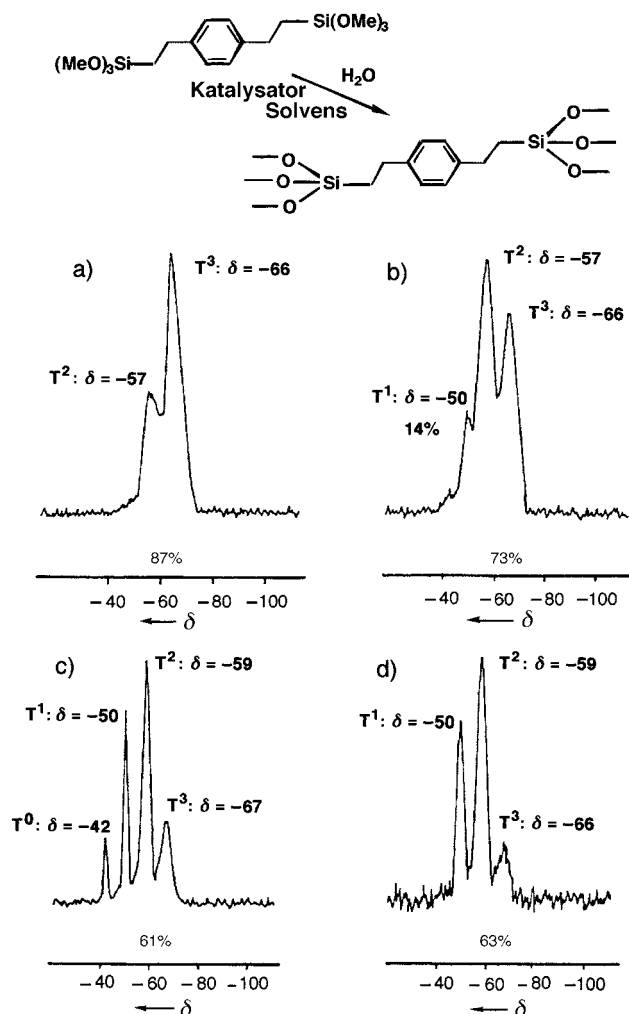 Si(OMe)₃
(MeO)₃Si
H₂O
Katalysator
Solvens
O
O
O
Si
O
O
O
Si
a)
T³: δ = −66
T²: δ = −57
87%
−40 −60 −80 −100
← δ
b)
T²: δ = −57
T³: δ = −66
T¹: δ = −50
14%
73%
−40 −60 −80 −100
← δ
c)
T²: δ = −59
T¹: δ = −50
T³: δ = −67
T⁰: δ = −42
61%
−40 −60 −80 −100
← δ
d)
T²: δ = −59
T¹: δ = −50
T³: δ = −66
63%
−40 −60 −80 −100
← δ